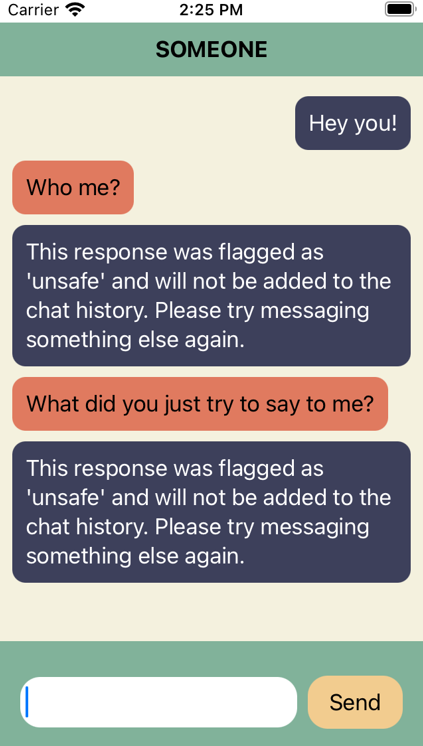 Carrier 2:25 PM
SOMEONE
Hey you!
Who me?
This response was flagged as
'unsafe' and will not be added to the
chat history. Please try messaging
something else again.
What did you just try to say to me?
This response was flagged as
'unsafe' and will not be added to the
chat history. Please try messaging
something else again.
Send